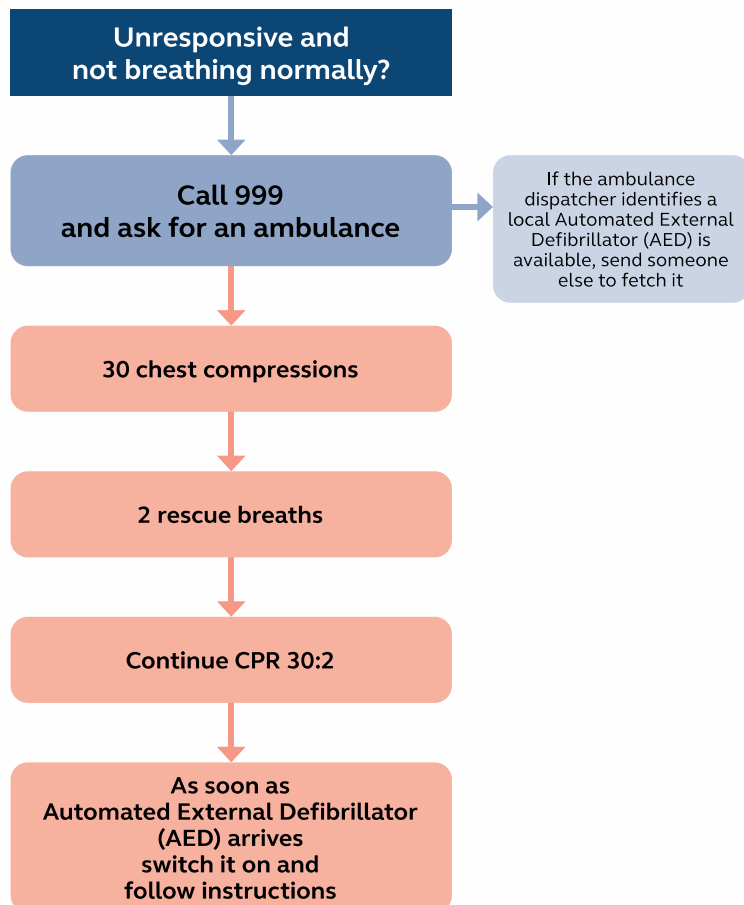 Unresponsive and
not breathing normally?
Call 999
and ask for an ambulance
If the ambulance
dispatcher identifies a
local Automated External
Defibrillator (AED) is
available, send someone
else to fetch it
30 chest compressions
2 rescue breaths
Continue CPR 30:2
As soon as
Automated External Defibrillator
(AED) arrives
switch it on and
follow instructions